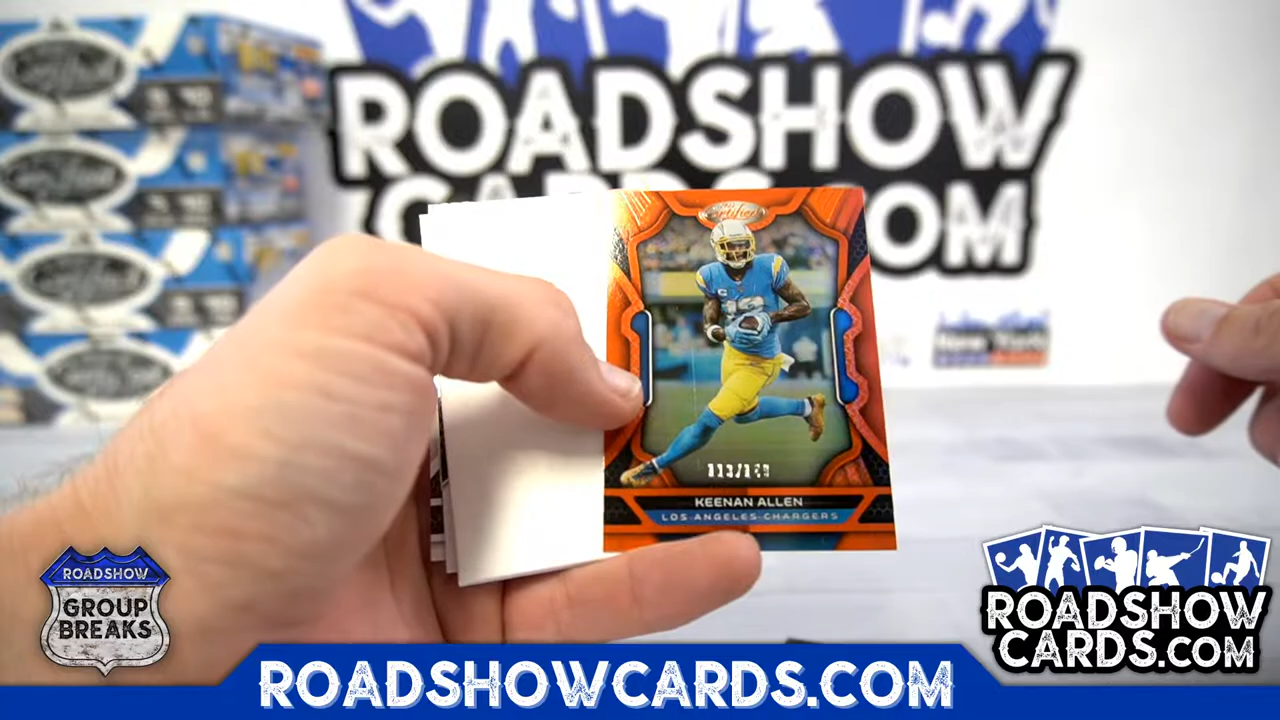 ROADSHOW
CARDS.COM
Certified
KEENAN ALLEN
LOS ANGELES CHARGERS
ROADSHOW
GROUP
BREAKS
ROADSHOW
CARDS.COM
ROADSHOWCARDS.COM